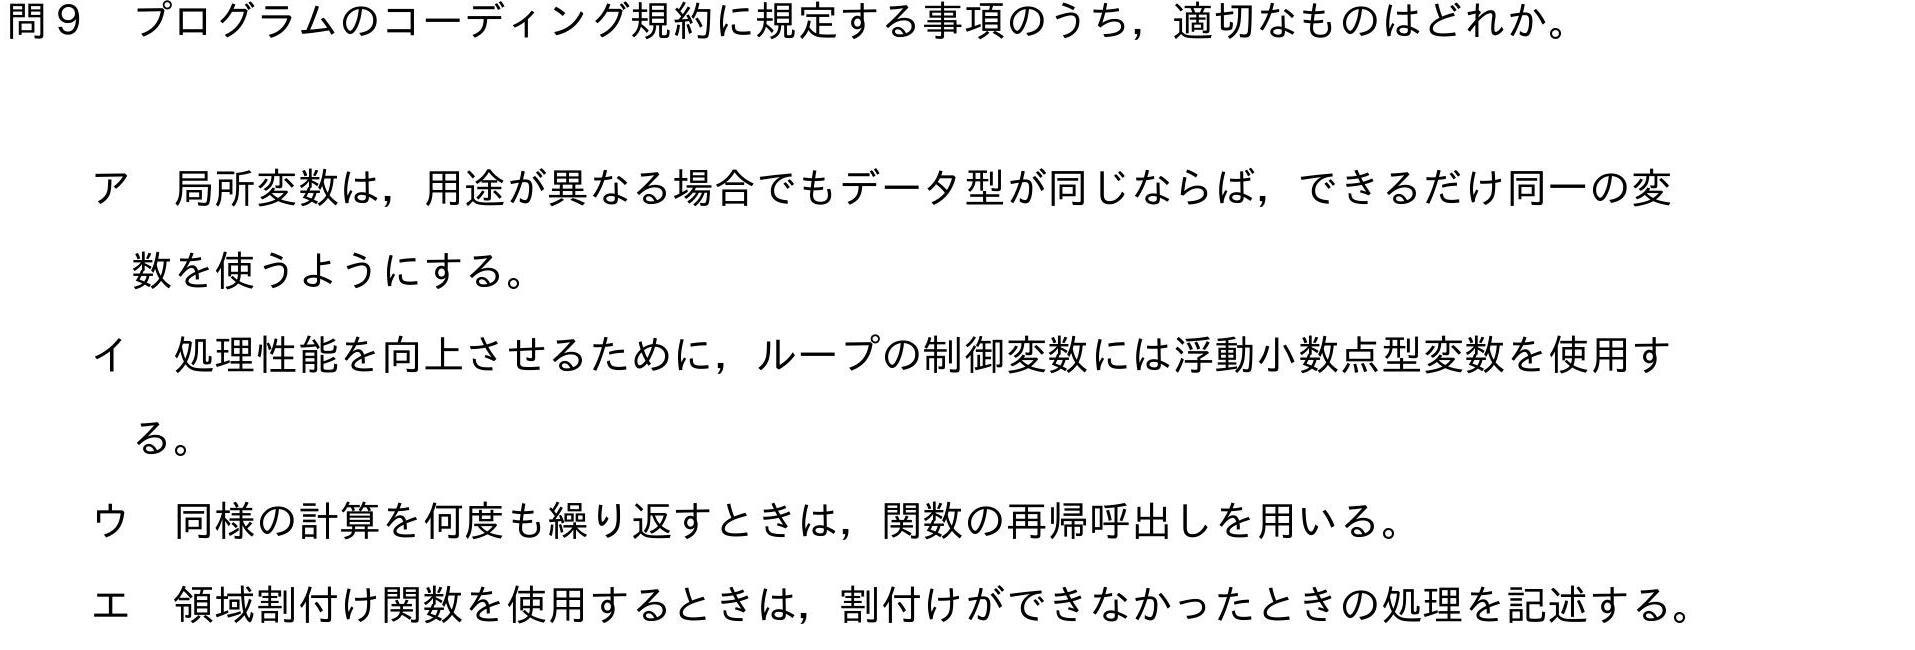 問９　プログラムのコーディング規約に規定する事項のうち，適切なものはどれか。
ア　局所変数は，用途が異なる場合でもデータ型が同じならば，できるだけ同一の変
数を使うようにする。
イ　処理性能を向上させるために，ループの制御変数には浮動小数点型変数を使用す
る。
ウ　同様の計算を何度も繰り返すときは，関数の再帰呼出しを用いる。
エ　領域割付け関数を使用するときは，割付けができなかったときの処理を記述する。